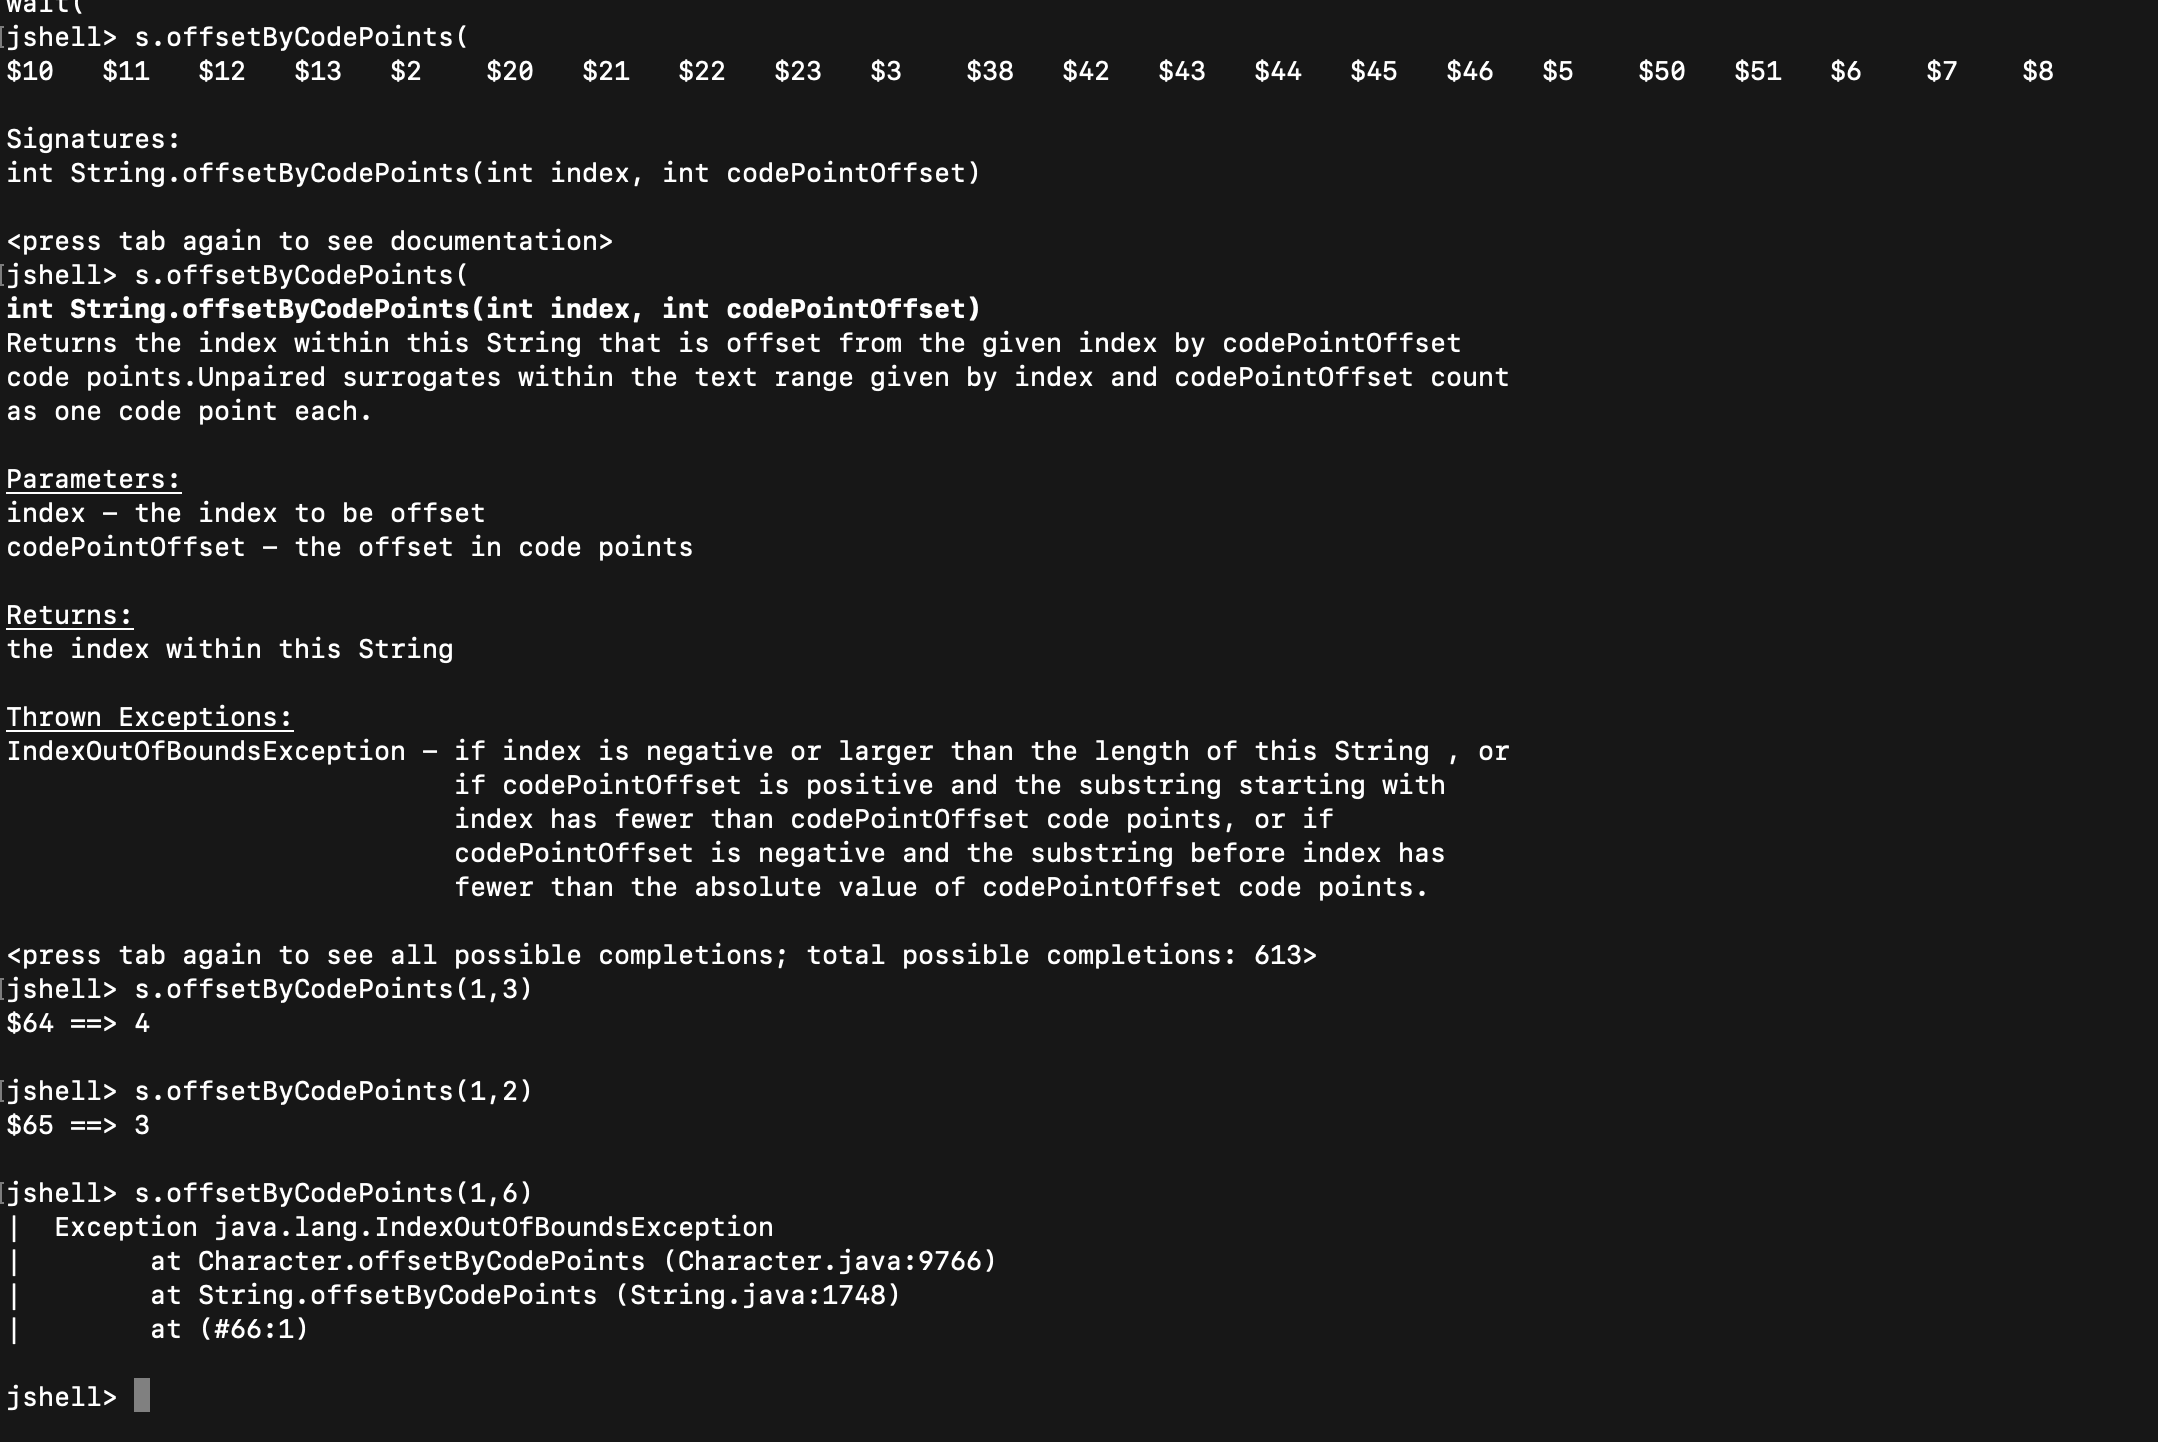 wait(
jshell> s.offsetByCodePoints(
$10   $11   $12   $13   $2    $20   $21   $22   $23   $3    $38   $42   $43   $44   $45   $46   $5    $50   $51   $6    $7    $8
Signatures:
int String.offsetByCodePoints(int index, int codePointOffset)
<press tab again to see documentation>
jshell> s.offsetByCodePoints(
int String.offsetByCodePoints(int index, int codePointOffset)
Returns the index within this String that is offset from the given index by codePointOffset
code points.Unpaired surrogates within the text range given by index and codePointOffset count
as one code point each.
Parameters:
index – the index to be offset
codePointOffset – the offset in code points
Returns:
the index within this String
Thrown Exceptions:
IndexOutOfBoundsException – if index is negative or larger than the length of this String , or
if codePointOffset is positive and the substring starting with
index has fewer than codePointOffset code points, or if
codePointOffset is negative and the substring before index has
fewer than the absolute value of codePointOffset code points.
<press tab again to see all possible completions; total possible completions: 613>
jshell> s.offsetByCodePoints(1,3)
$64 ==> 4
jshell> s.offsetByCodePoints(1,2)
$65 ==> 3
jshell> s.offsetByCodePoints(1,6)
|  Exception java.lang.IndexOutOfBoundsException
|        at Character.offsetByCodePoints (Character.java:9766)
|        at String.offsetByCodePoints (String.java:1748)
|        at (#66:1)
jshell>